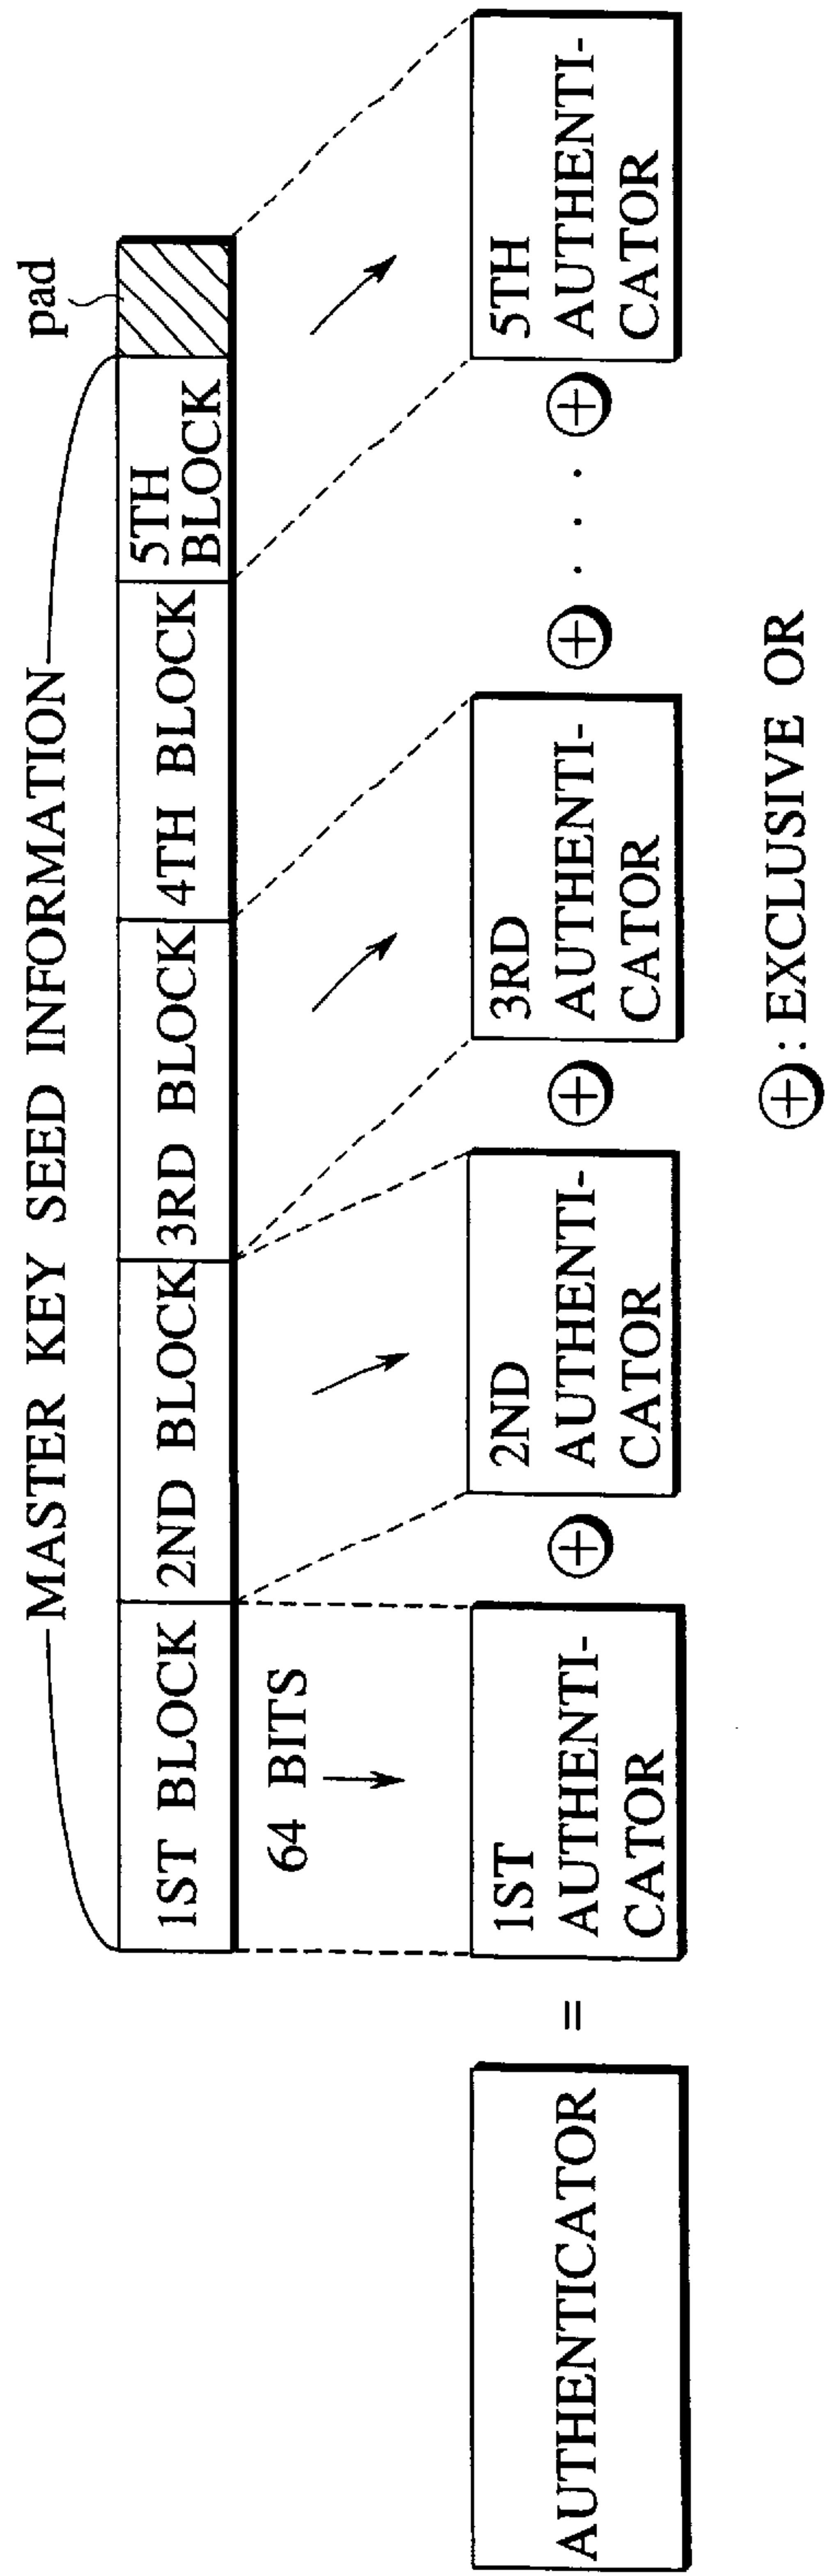 MASTER KEY SEED INFORMATION
pad
1ST BLOCK
2ND BLOCK
3RD BLOCK
4TH BLOCK
5TH
BLOCK
64 BITS
AUTHENTICATOR
=
1ST
AUTHENTI-
CATOR
⊕
2ND
AUTHENTI-
CATOR
⊕
3RD
AUTHENTI-
CATOR
⊕
· · ·
⊕
5TH
AUTHENTI-
CATOR
⊕: EXCLUSIVE OR